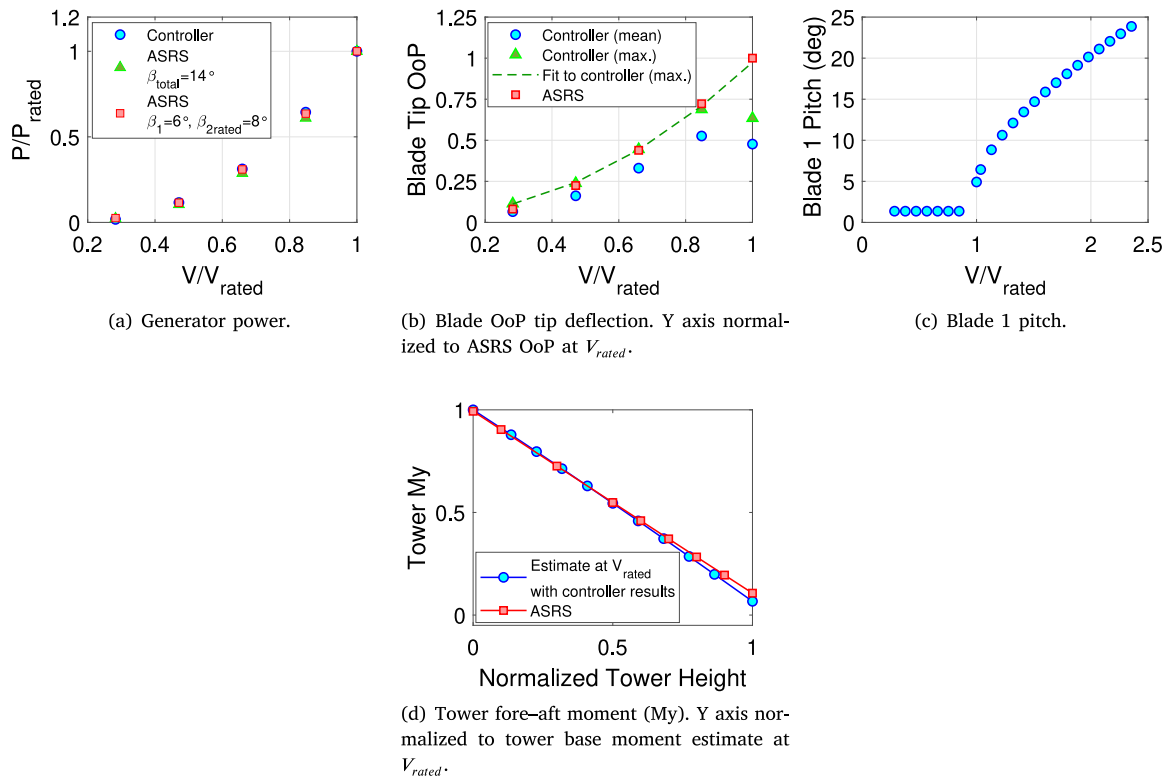 1.2
1
0.5
0
0.2
0.4
0.6
0.8
1
P/P_rated
V/V_rated
Controller
ASRS
β_total=14°
ASRS
β_1=6°, β_2rated=8°
(a) Generator power.
1.25
1
0.75
0.5
0.25
0
0.2
0.4
0.6
0.8
1
Blade Tip OoP
V/V_rated
Controller (mean)
Controller (max.)
Fit to controller (max.)
ASRS
(b) Blade OoP tip deflection. Y axis normal-
ized to ASRS OoP at V_rated.
25
20
15
10
5
0
0
1
2
2.5
Blade 1 Pitch (deg)
V/V_rated
(c) Blade 1 pitch.
1
0.5
0
0
0.5
1
Tower My
Normalized Tower Height
Estimate at V_rated
with controller results
ASRS
(d) Tower fore–aft moment (My). Y axis nor-
malized to tower base moment estimate at
V_rated.